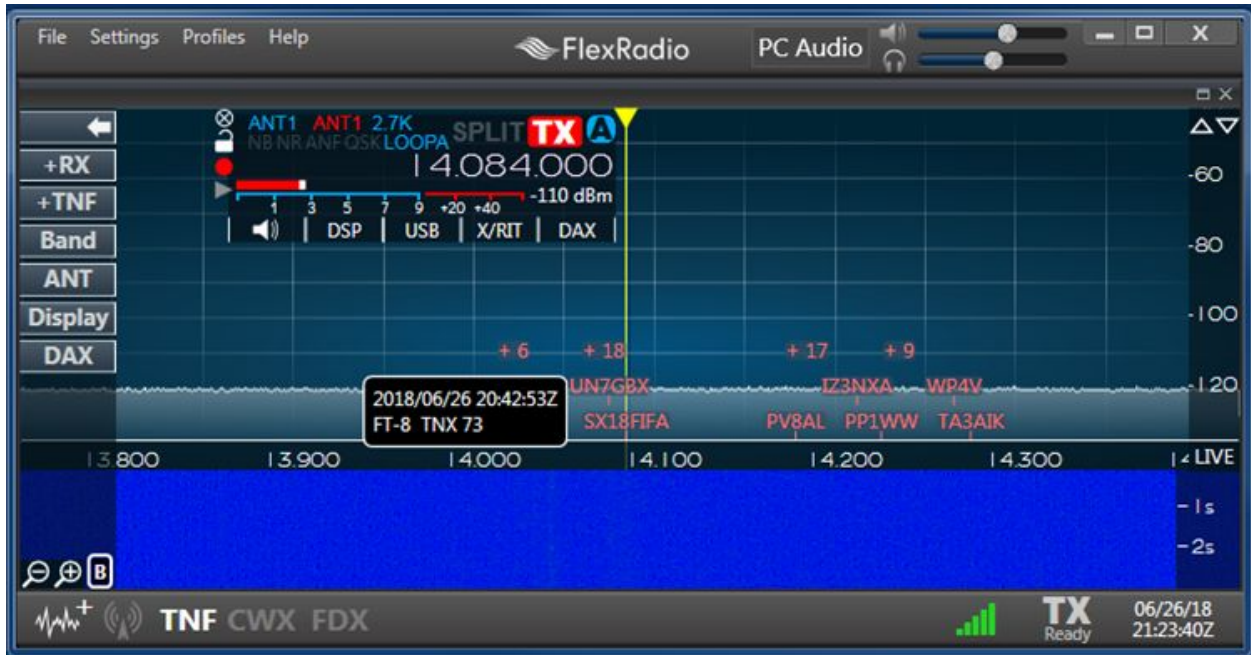 File Settings Profiles Help
FlexRadio
PC Audio
X
ANT1 ANT1 2.7K
NB NR ANF QSK LOOPA SPLIT TX A
14.084.000
1 3 5 7 9 +20 +40 -110 dBm
DSP USB X/RIT DAX
+RX
+TNF
Band
ANT
Display
DAX
-60
-80
-100
-120
+ 6 + 18 + 17 + 9
UN7GBX IZ3NXA WP4V
SX18FIFA PV8AL PP1WW TA3AIK
2018/06/26 20:42:53Z
FT-8 TNX 73
13.800 13.900 14.000 14.100 14.200 14.300 14 LIVE
-1s
-2s
B
TNF CWX FDX
TX
Ready
06/26/18
21:23:40Z